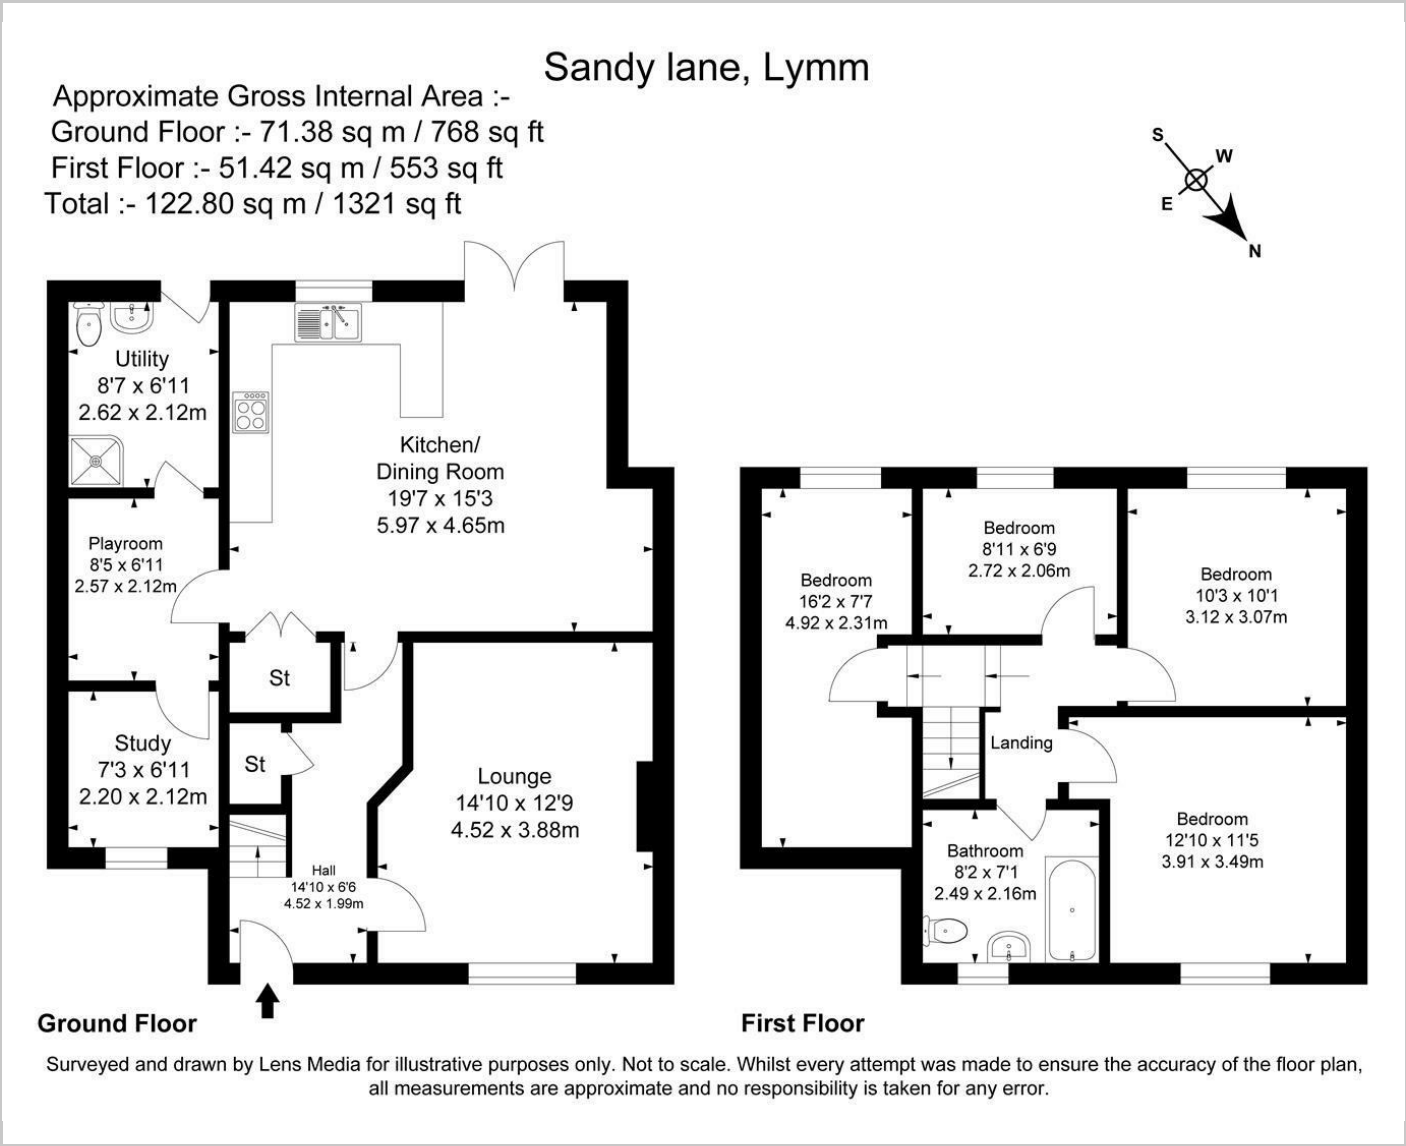 Sandy lane, Lymm
Approximate Gross Internal Area :-
Ground Floor :- 71.38 sq m / 768 sq ft
First Floor :- 51.42 sq m / 553 sq ft
Total :- 122.80 sq m / 1321 sq ft
S
W
E
N
Utility
8'7 x 6'11
2.62 x 2.12m
Kitchen/
Dining Room
19'7 x 15'3
5.97 x 4.65m
Playroom
8'5 x 6'11
2.57 x 2.12m
St
Study
7'3 x 6'11
2.20 x 2.12m
St
Lounge
14'10 x 12'9
4.52 x 3.88m
Hall
14'10 x 6'6
4.52 x 1.99m
Bedroom
16'2 x 7'7
4.92 x 2.31m
Bedroom
8'11 x 6'9
2.72 x 2.06m
Bedroom
10'3 x 10'1
3.12 x 3.07m
Landing
Bedroom
12'10 x 11'5
3.91 x 3.49m
Bathroom
8'2 x 7'1
2.49 x 2.16m
Ground Floor
First Floor
Surveyed and drawn by Lens Media for illustrative purposes only. Not to scale. Whilst every attempt was made to ensure the accuracy of the floor plan,
all measurements are approximate and no responsibility is taken for any error.